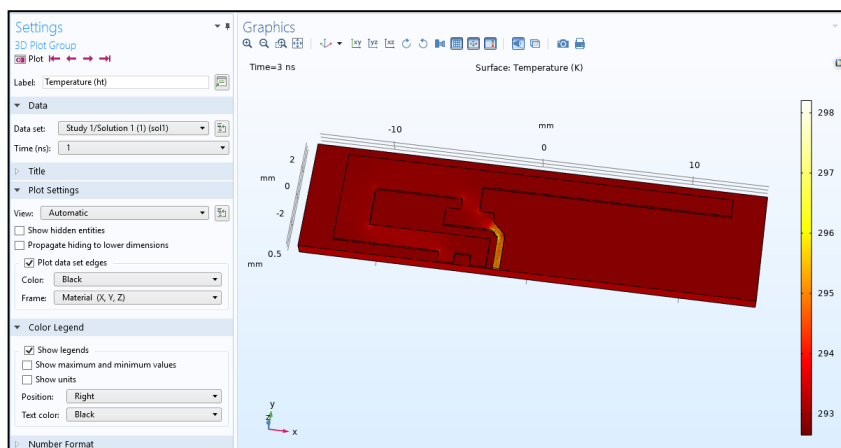 Settings
3D Plot Group
Plot
Label: Temperature (ht)
Data
Data set: Study 1/Solution 1 (1) (sol1)
Time (ns): 1
Title
Plot Settings
View: Automatic
Show hidden entities
Propagate hiding to lower dimensions
Plot data set edges
Color: Black
Frame: Material (X, Y, Z)
Color Legend
Show legends
Show maximum and minimum values
Show units
Position: Right
Text color: Black
Number Format
Graphics
xy yz xz
Time=3 ns Surface: Temperature (K)
mm
-10
0
10
2
mm
0
-2
0.5
mm
y
z
x
298
297
296
295
294
293